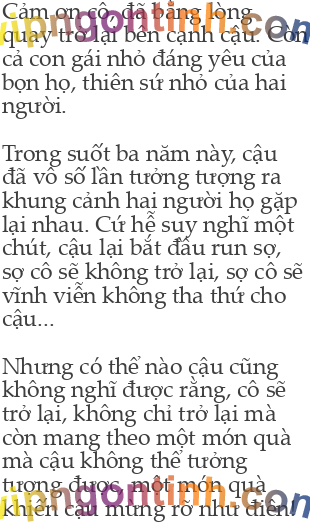 Cảm ơn cô, đã bằng lòng
quay trở lại bên cạnh cậu. Còn
cả con gái nhỏ đáng yêu của
bọn họ, thiên sứ nhỏ của hai
người.
Trong suốt ba năm này, cậu
đã vô số lần tưởng tượng ra
khung cảnh hai người họ gặp
lại nhau. Cứ hễ suy nghĩ một
chút, cậu lại bắt đầu run sợ,
sợ cô sẽ không trở lại, sợ cô sẽ
vĩnh viễn không tha thứ cho
cậu...
Nhưng có thể nào cậu cũng
không nghĩ được rằng, cô sẽ
trở lại, không chỉ trở lại mà
còn mang theo một món quà
mà cậu không thể tưởng
tượng được, một món quà
khiến cậu mừng rõ như điên!
vipngontinh.com
vipngontinh.com